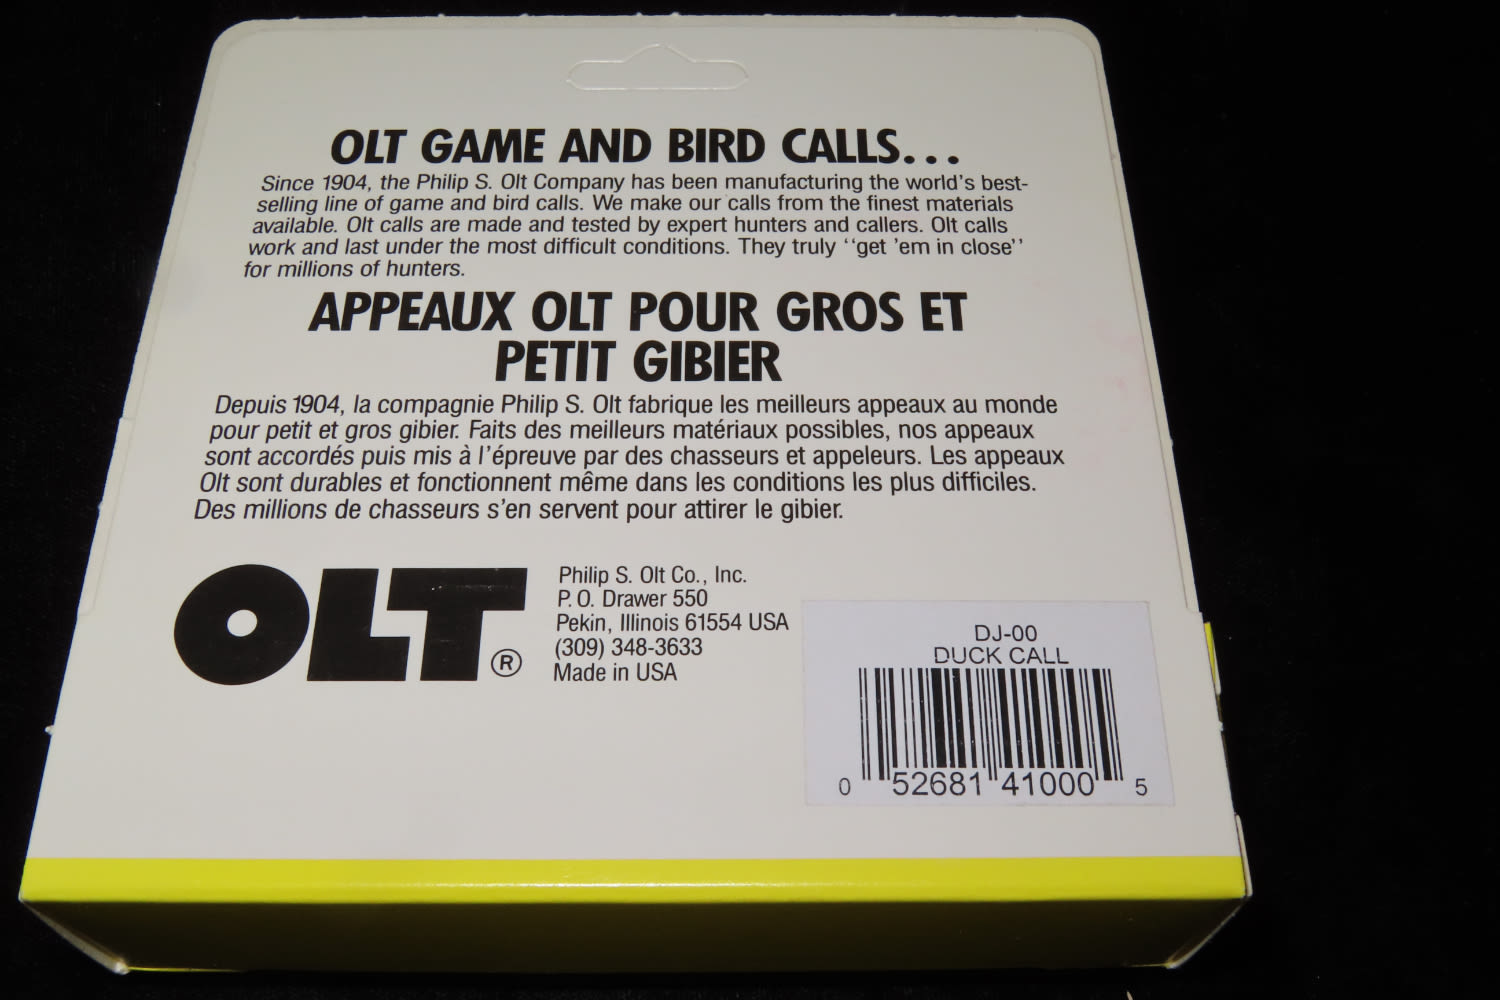 OLT GAME AND BIRD CALLS...
Since 1904, the Philip S. Olt Company has been manufacturing the world's best-
selling line of game and bird calls. We make our calls from the finest materials
available. Olt calls are made and tested by expert hunters and callers. Olt calls
work and last under the most difficult conditions. They truly ''get 'em in close''
for millions of hunters.
APPEAUX OLT POUR GROS ET
PETIT GIBIER
Depuis 1904, la compagnie Philip S. Olt fabrique les meilleurs appeaux au monde
pour petit et gros gibier. Faits des meilleurs matériaux possibles, nos appeaux
sont accordés puis mis à l'épreuve par des chasseurs et appeleurs. Les appeaux
Olt sont durables et fonctionnent même dans les conditions les plus difficiles.
Des millions de chasseurs s'en servent pour attirer le gibier.
OLT®
Philip S. Olt Co., Inc.
P.O. Drawer 550
Pekin, Illinois 61554 USA
(309) 348-3633
Made in USA
DJ-00
DUCK CALL
0 52681 41000 5